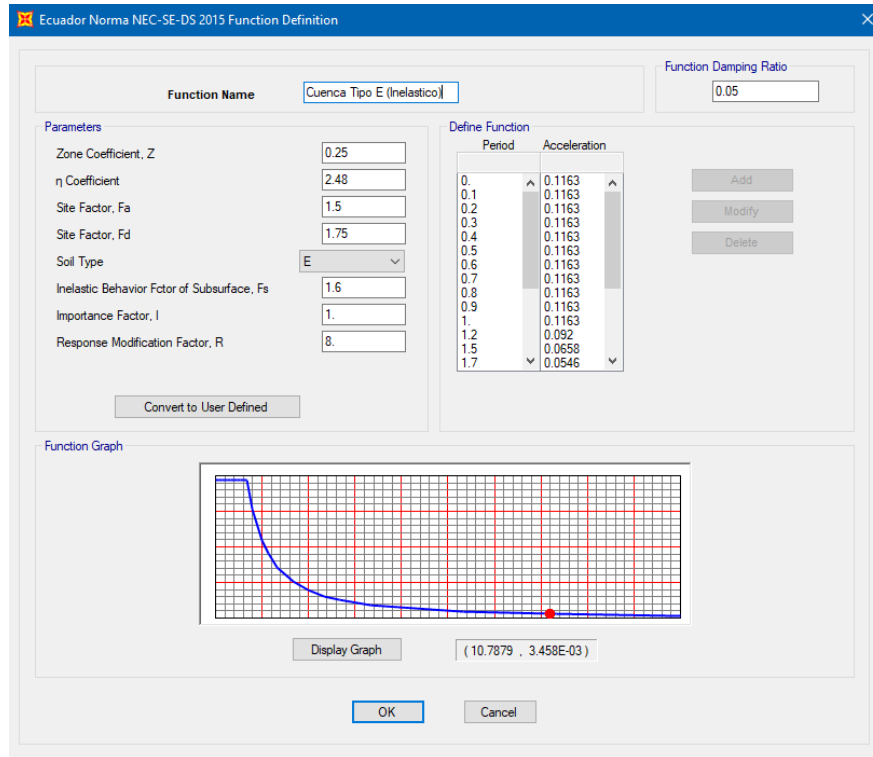 Ecuador Norma NEC-SE-DS 2015 Function Definition
Function Name Cuenca Tipo E (Inelastico)
Function Damping Ratio
0.05
Parameters
Zone Coefficient, Z 0.25
η Coefficient 2.48
Site Factor, Fa 1.5
Site Factor, Fd 1.75
Soil Type E
Inelastic Behavior Fctor of Subsurface, Fs 1.6
Importance Factor, I 1.
Response Modification Factor, R 8.
Convert to User Defined
Define Function
Period Acceleration
0. 0.1163
0.1 0.1163
0.2 0.1163
0.3 0.1163
0.4 0.1163
0.5 0.1163
0.6 0.1163
0.7 0.1163
0.8 0.1163
0.9 0.1163
1. 0.1163
1.2 0.092
1.5 0.0658
1.7 0.0546
Add
Modify
Delete
Function Graph
Display Graph
( 10.7879 , 3.458E-03 )
OK
Cancel